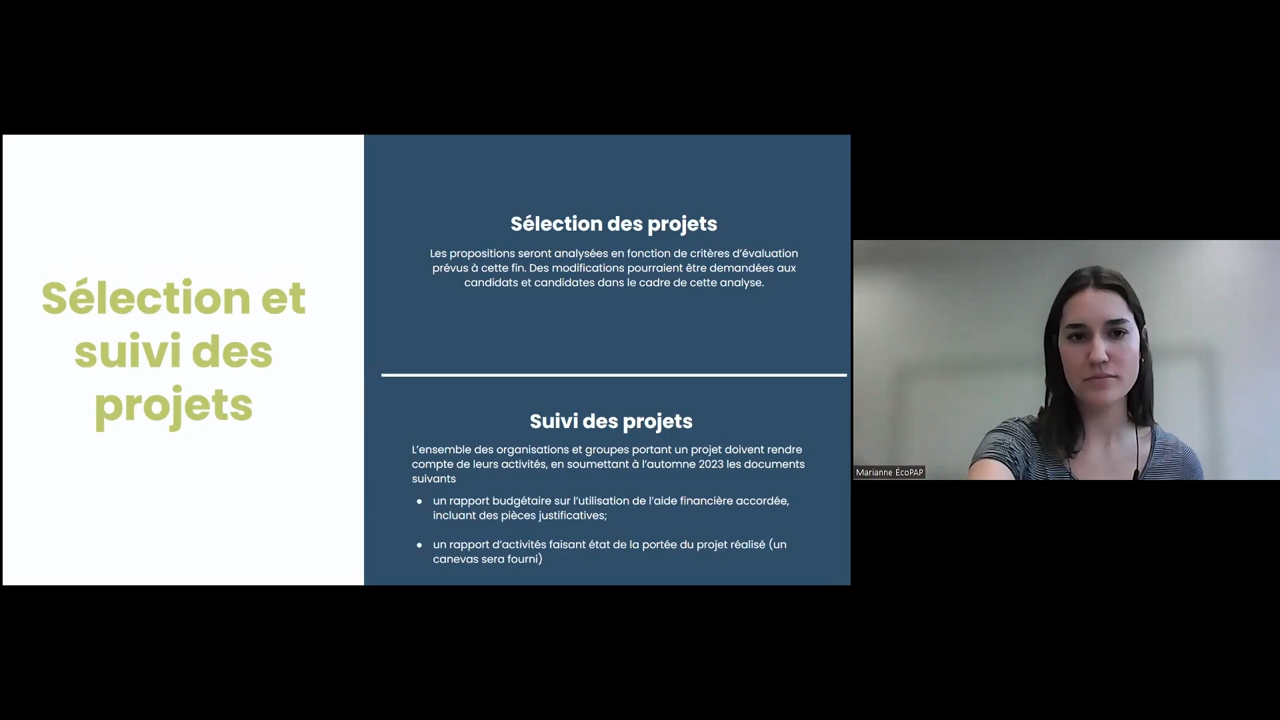 Sélection et
suivi des
projets
Sélection des projets
Les propositions seront analysées en fonction de critères d'évaluation
prévus à cette fin. Des modifications pourraient être demandées aux
candidats et candidates dans le cadre de cette analyse.
Suivi des projets
L'ensemble des organisations et groupes portant un projet doivent rendre
compte de leurs activités, en soumettant à l'automne 2023 les documents
suivants
● un rapport budgétaire sur l'utilisation de l'aide financière accordée,
incluant des pièces justificatives;
● un rapport d'activités faisant état de la portée du projet réalisé (un
canevas sera fourni)
Marianne ÉcoPAP